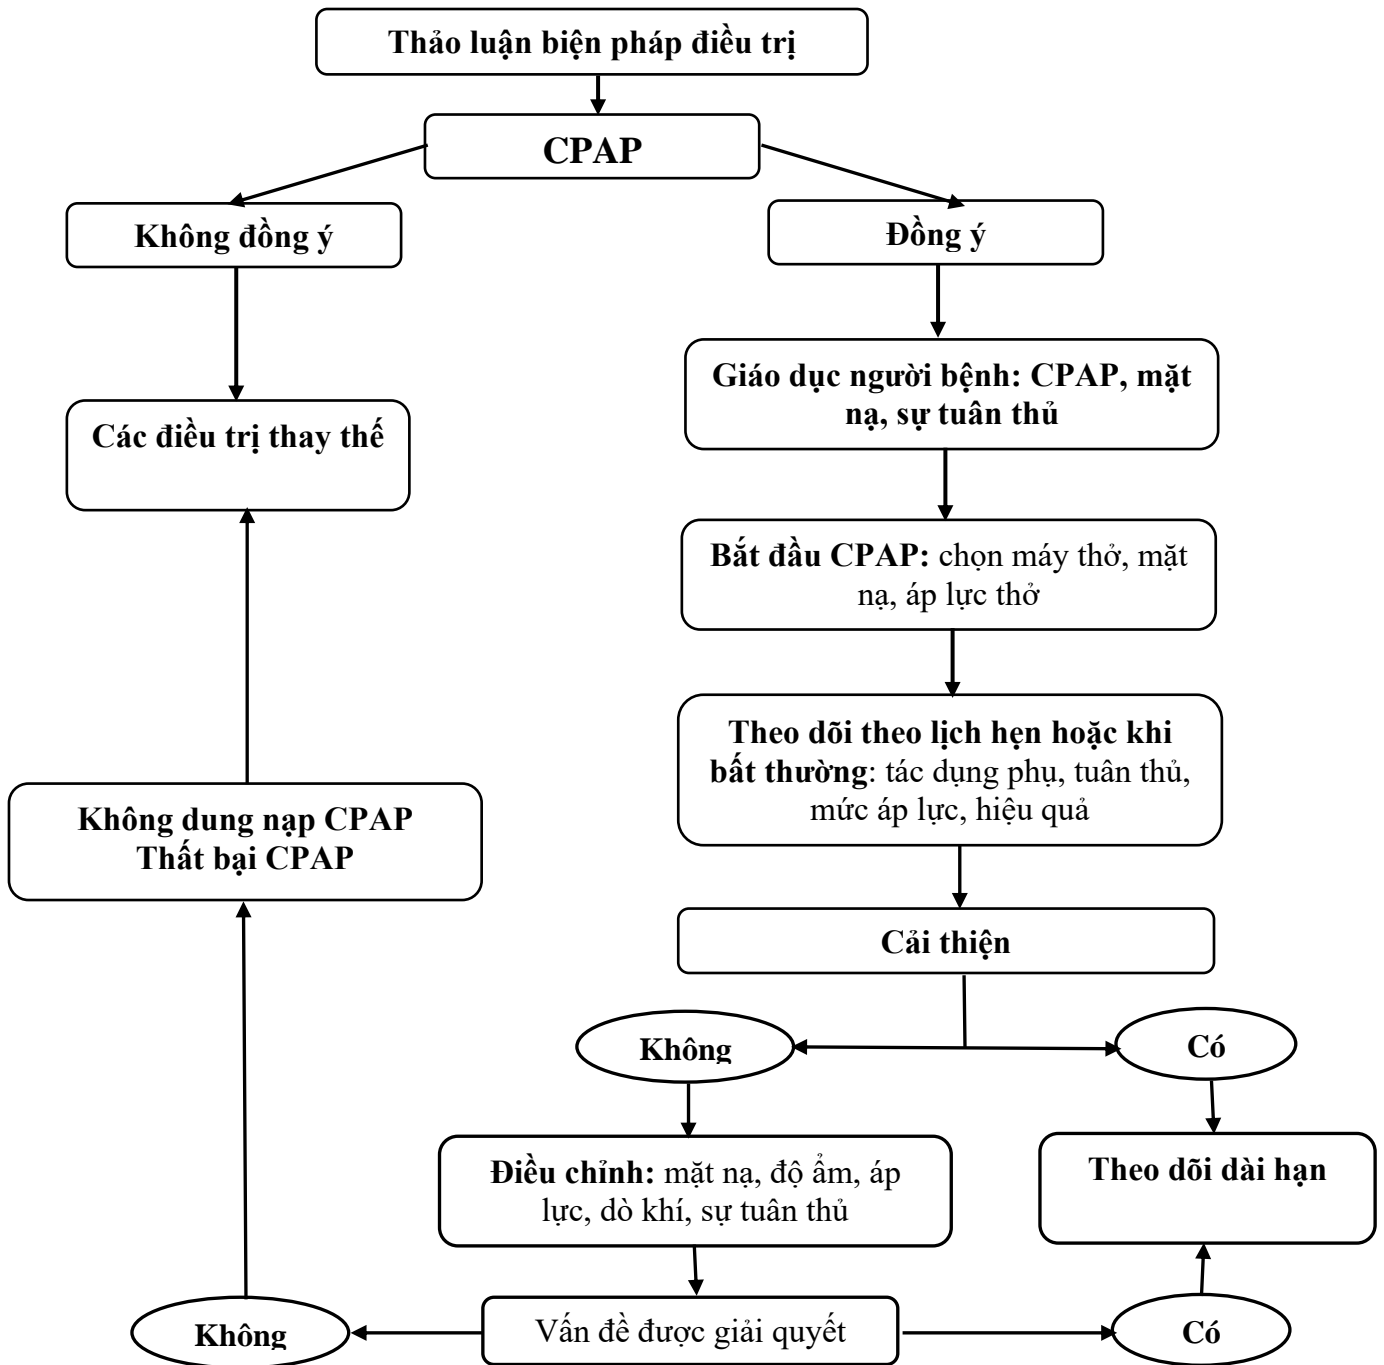 Thảo luận biện pháp điều trị
CPAP
Không đồng ý
Đồng ý
Giáo dục người bệnh: CPAP, mặt
nạ, sự tuân thủ
Các điều trị thay thế
Bắt đầu CPAP: chọn máy thở, mặt
nạ, áp lực thở
Theo dõi theo lịch hẹn hoặc khi
bất thường: tác dụng phụ, tuân thủ,
mức áp lực, hiệu quả
Không dung nạp CPAP
Thất bại CPAP
Cải thiện
Không
Có
Điều chỉnh: mặt nạ, độ ẩm, áp
lực, dò khí, sự tuân thủ
Theo dõi dài hạn
Không
Vấn đề được giải quyết
Có